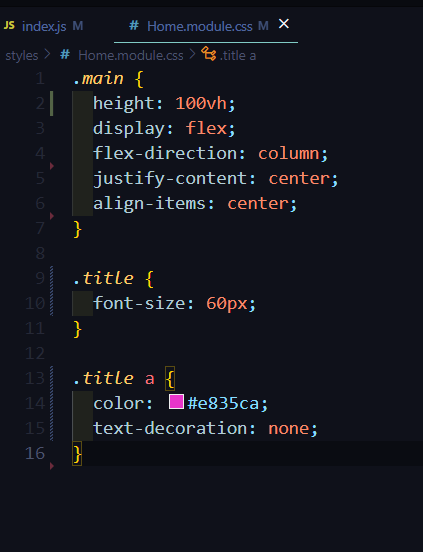 JS index.js M # Home.module.css M ×
styles > # Home.module.css > .title a
1 .main {
2 height: 100vh;
3 display: flex;
4 flex-direction: column;
5 justify-content: center;
6 align-items: center;
7 }
8
9 .title {
10 font-size: 60px;
11 }
12
13 .title a {
14 color: #e835ca;
15 text-decoration: none;
16 }